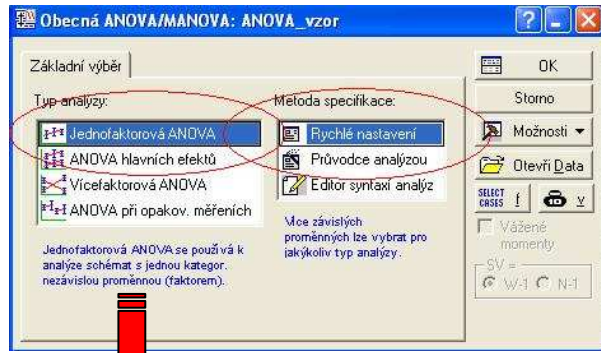 Obecná ANOVA/MANOVA: ANOVA_vzor
Základní výběr
Typ analýzy:
Jednofaktorová ANOVA
ANOVA hlavních efektů
Vícefaktorová ANOVA
ANOVA při opakov. měřeních
Jednofaktorová ANOVA se používá k
analýze schémat s jednou kategor.
nezávislou proměnnou (faktorem).
Metoda specifikace:
Rychlé nastavení
Průvodce analýzou
Editor syntaxí analýz
Více závislých
proměnných lze vybrat pro
jakýkoliv typ analýzy.
OK
Storno
Možnosti
Otevři Data
SELECT
CASES
f
v
Vážené
momenty
SV =
W-1
N-1